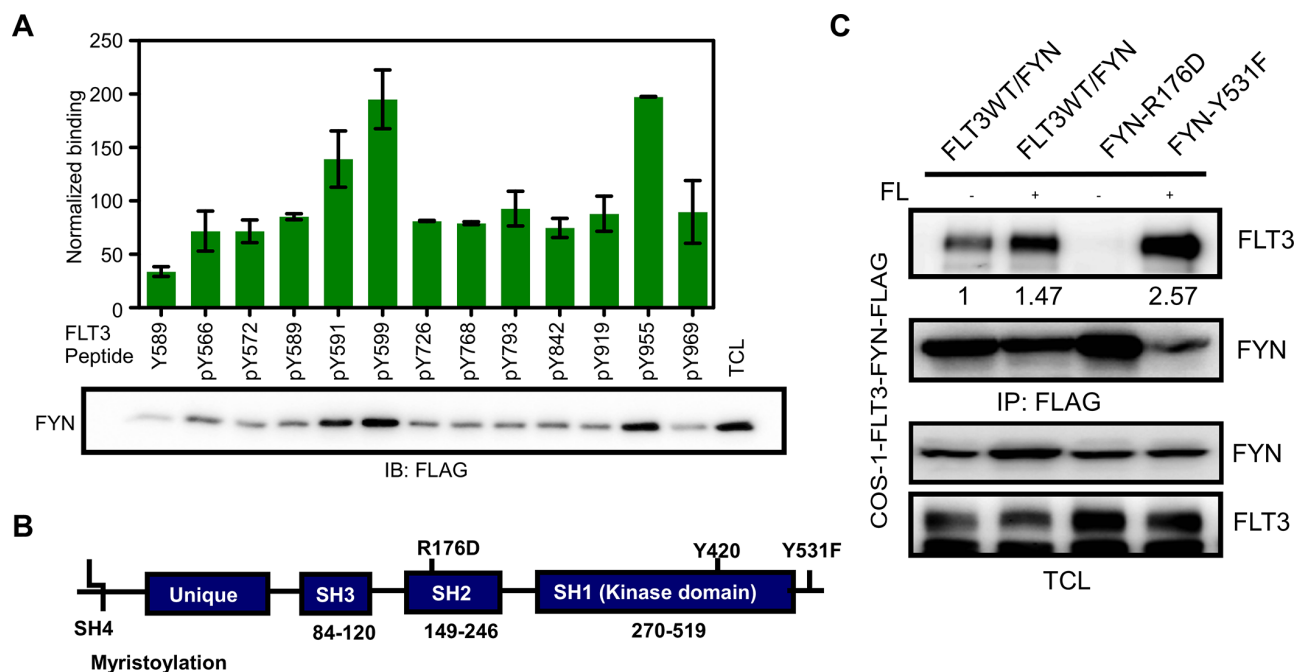 A
250
200
150
100
50
0
Normalized binding
FLT3 Peptide
Y589
pY566
pY572
pY589
pY591
pY599
pY726
pY768
pY793
pY842
pY919
pY955
pY969
TCL
FYN
IB: FLAG
B
R176D
Y420
Y531F
Unique
SH3
SH2
SH1 (Kinase domain)
SH4
84-120
149-246
270-519
Myristoylation
C
FLT3WT/FYN
FLT3WT/FYN
FYN-R176D
FYN-Y531F
FL - + - +
FLT3
1 1.47 2.57
FYN
IP: FLAG
FYN
FLT3
TCL
COS-1-FLT3-FYN-FLAG